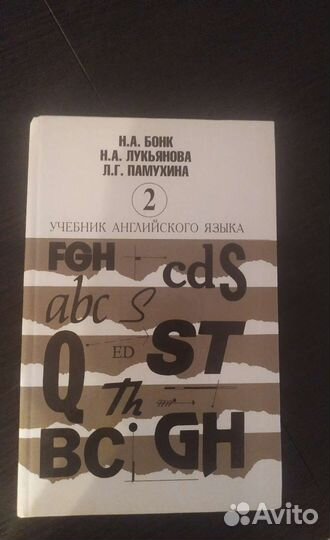 Н.А. БОНК
Н.А. ЛУКЬЯНОВА
Л.Г. ПАМУХИНА
2
УЧЕБНИК АНГЛИЙСКОГО ЯЗЫКА
FGH cdS
abc S
Q ED ST
Th
BC GH
Avito